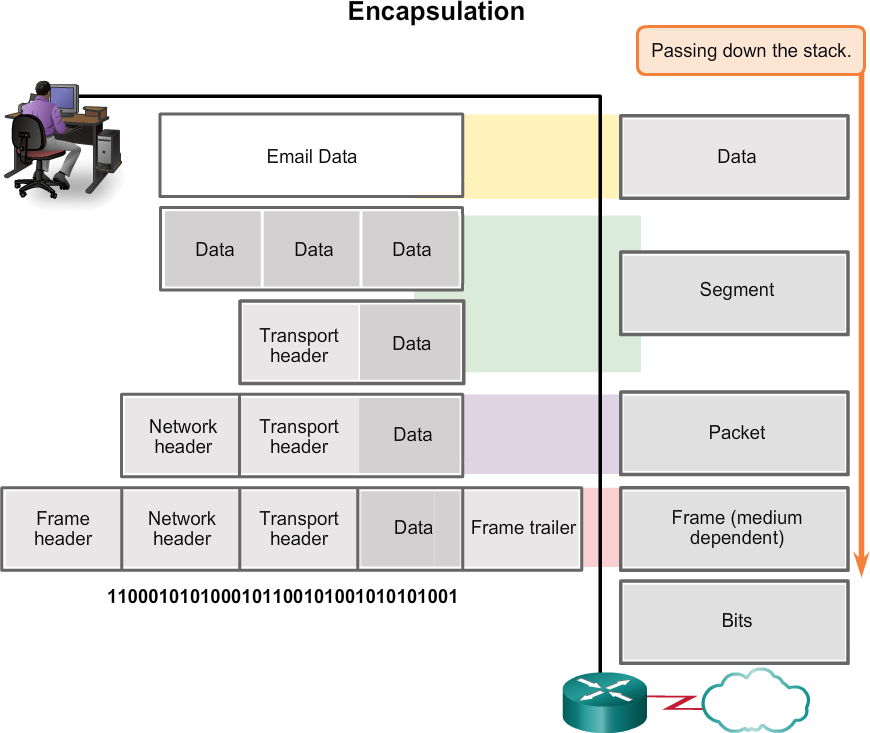 Encapsulation
Passing down the stack.
Email Data
Data
Data
Data
Data
Segment
Transport
header
Data
Network
header
Transport
header
Data
Packet
Frame
header
Network
header
Transport
header
Data
Frame trailer
Frame (medium
dependent)
1100010101000101100101001010101001
Bits